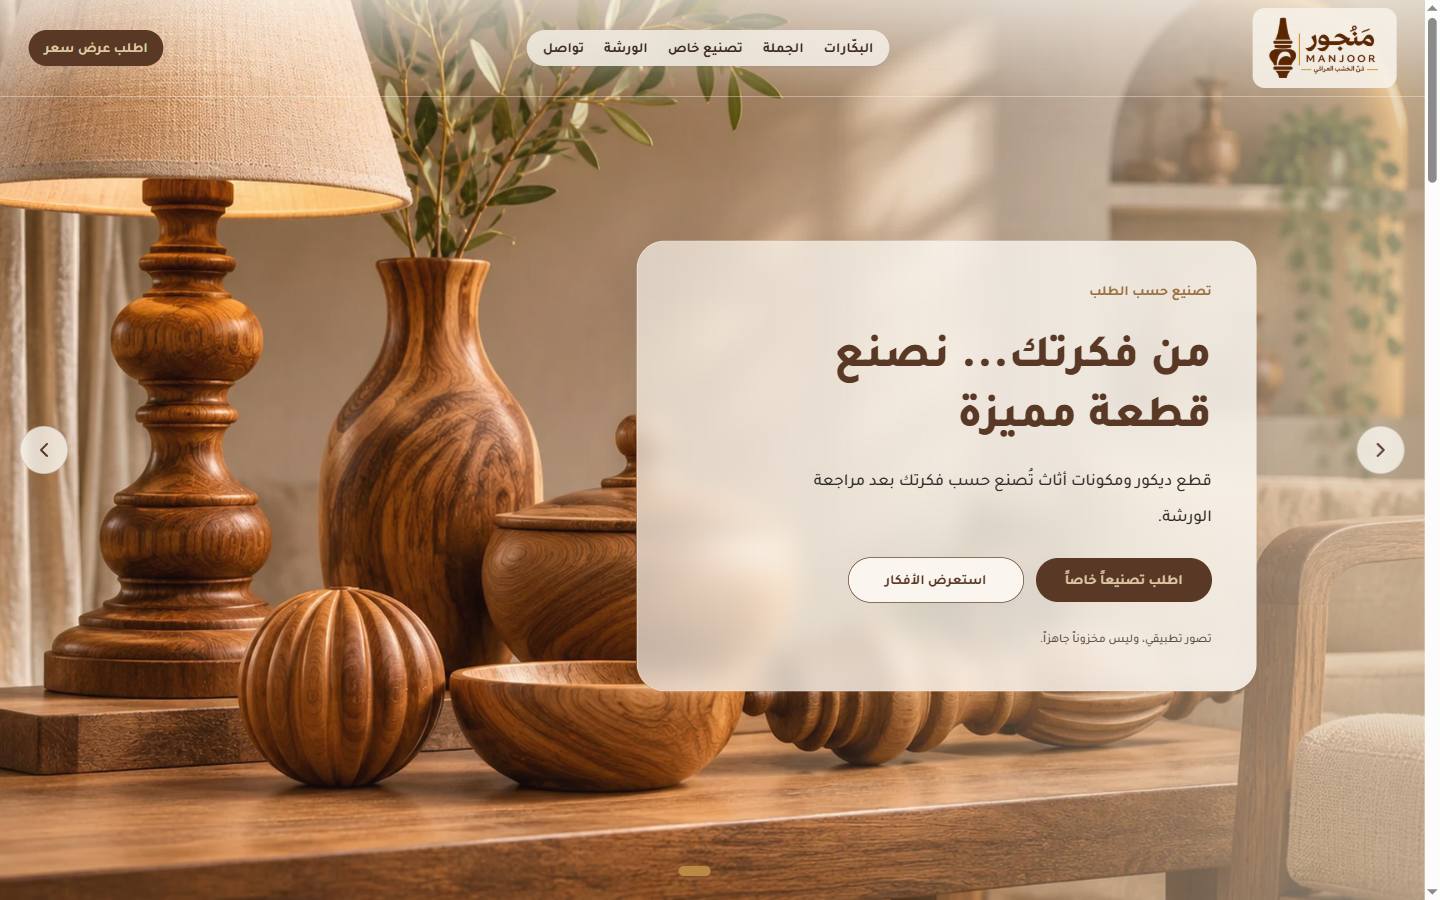 مَنْجور
MANJOOR
فنّ الخشب العراقي
البكّارات
الجملة
تصنيع خاص
الورشة
تواصل
اطلب عرض سعر
تصنيع حسب الطلب
من فكرتك... نصنع
قطعة مميزة
قطع ديكور ومكونات أثاث تُصنع حسب فكرتك بعد مراجعة
الورشة.
اطلب تصنيعاً خاصاً
استعرض الأفكار
تصور تطبيقي، وليس مخزوناً جاهزاً.